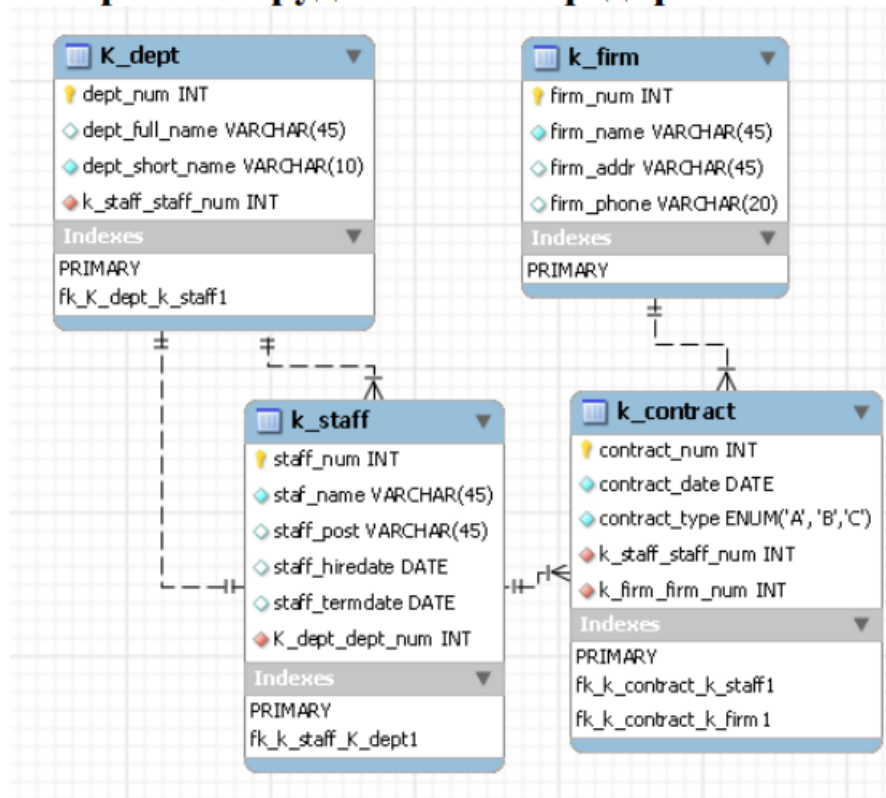 K_dept
dept_num INT
dept_full_name VARCHAR(45)
dept_short_name VARCHAR(10)
k_staff_staff_num INT
Indexes
PRIMARY
fk_K_dept_k_staff1
k_firm
firm_num INT
firm_name VARCHAR(45)
firm_addr VARCHAR(45)
firm_phone VARCHAR(20)
Indexes
PRIMARY
k_staff
staff_num INT
staf_name VARCHAR(45)
staff_post VARCHAR(45)
staff_hiredate DATE
staff_termdate DATE
K_dept_dept_num INT
Indexes
PRIMARY
fk_k_staff_K_dept1
k_contract
contract_num INT
contract_date DATE
contract_type ENUM('A', 'B','C')
k_staff_staff_num INT
k_firm_firm_num INT
Indexes
PRIMARY
fk_k_contract_k_staff1
fk_k_contract_k_firm1